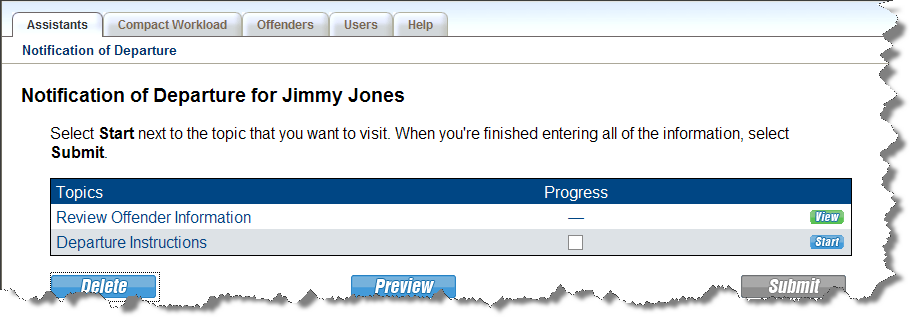 Assistants Compact Workload Offenders Users Help
Notification of Departure
Notification of Departure for Jimmy Jones
Select Start next to the topic that you want to visit. When you're finished entering all of the information, select
Submit.
Topics Progress
Review Offender Information — View
Departure Instructions Start
Delete Preview Submit